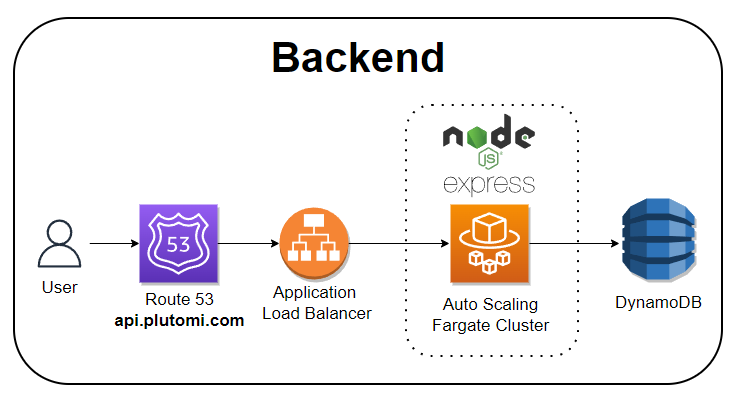 Backend
node
JS
express
53
User
Route 53
api.plutomi.com
Application
Load Balancer
Auto Scaling
Fargate Cluster
DynamoDB